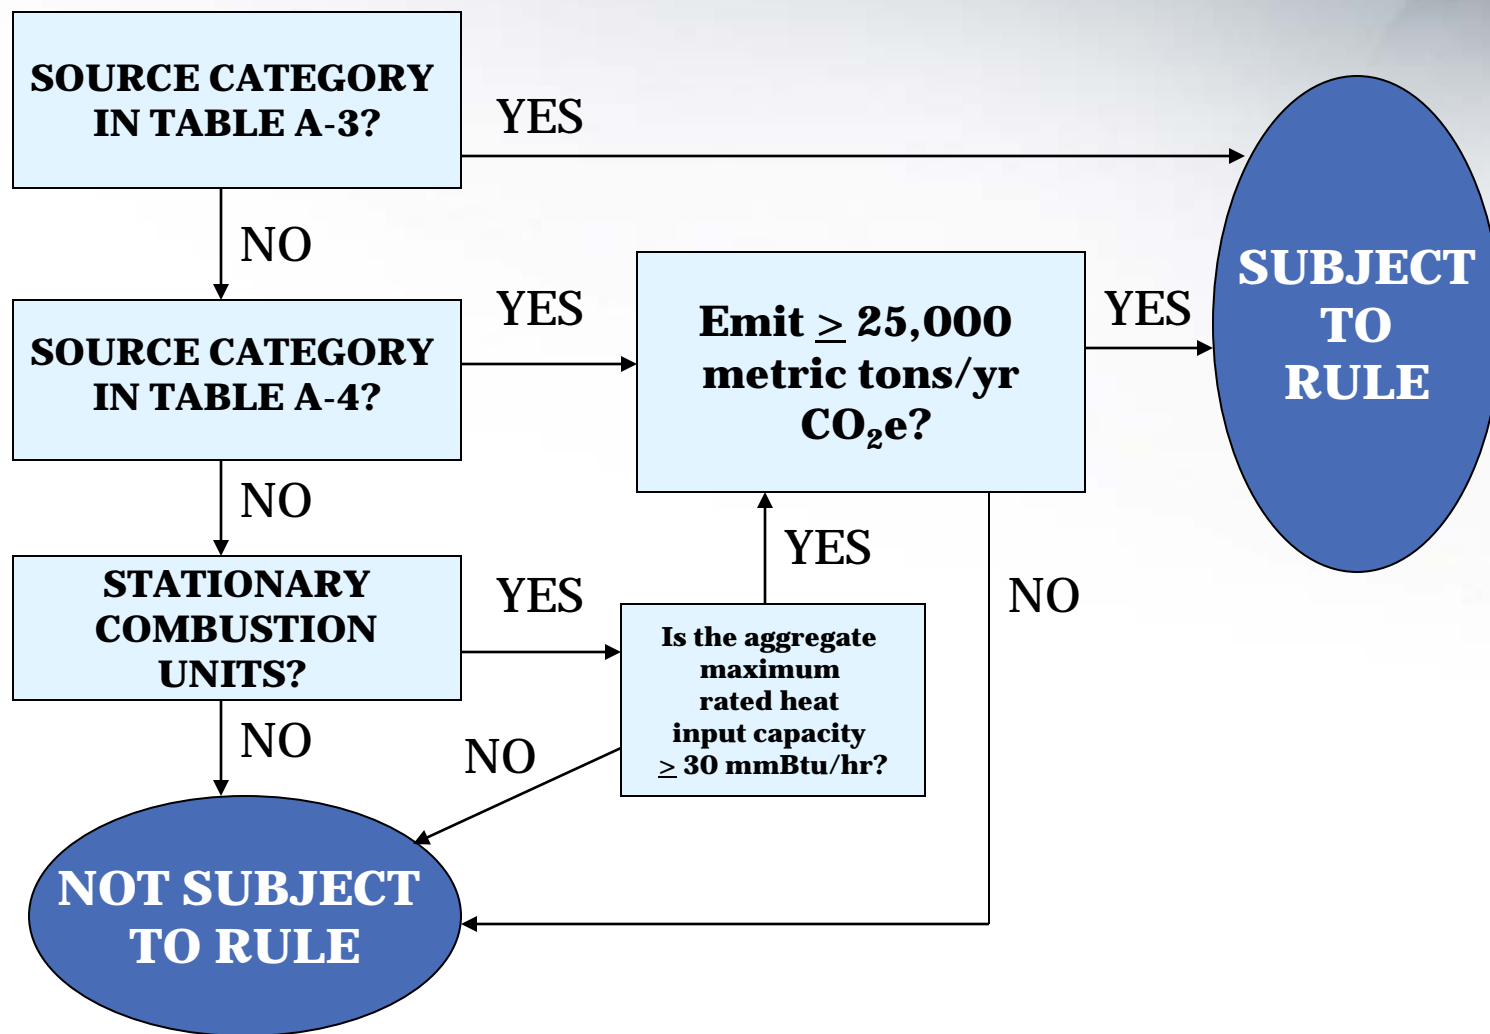 SOURCE CATEGORY
IN TABLE A-3?
YES
NO
SOURCE CATEGORY
IN TABLE A-4?
YES
Emit ≥ 25,000
metric tons/yr
CO₂e?
YES
SUBJECT
TO
RULE
NO
STATIONARY
COMBUSTION
UNITS?
YES
Is the aggregate
maximum
rated heat
input capacity
≥ 30 mmBtu/hr?
YES
NO
NO
NO
NOT SUBJECT
TO RULE